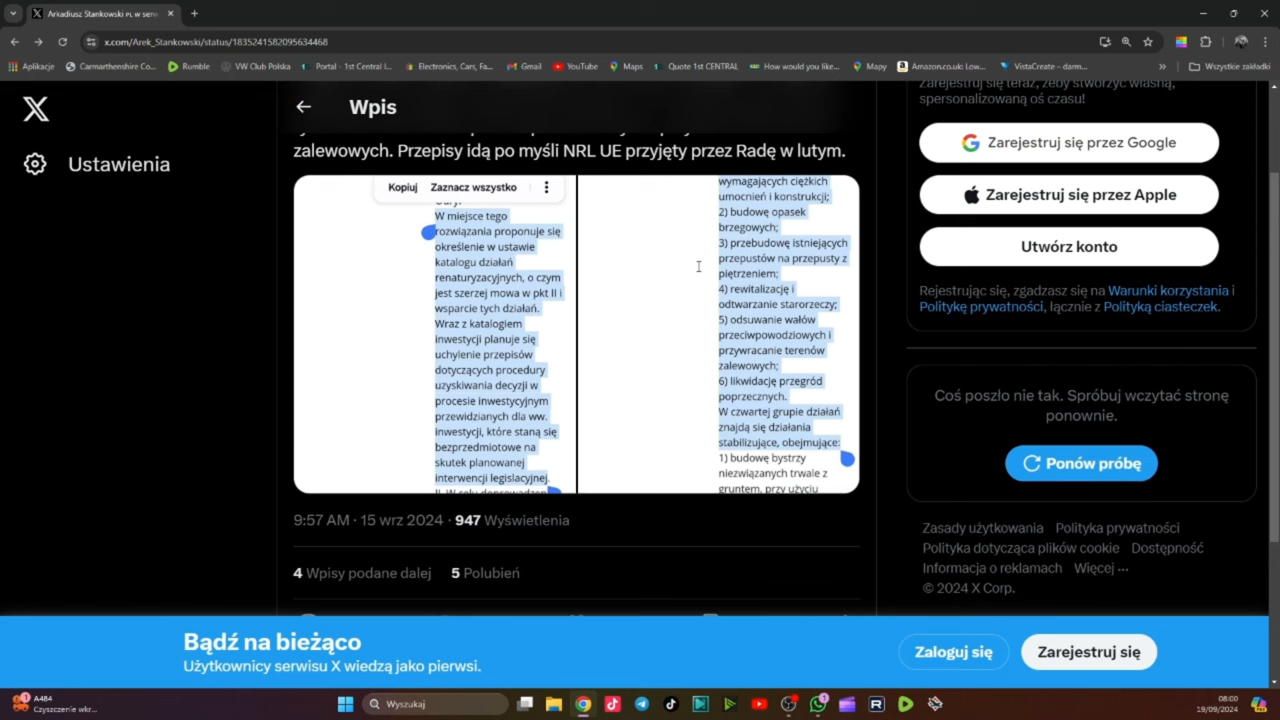 Arkadiusz Stankowski PL w serw
x.com/Arek_Stankowski/status/1835241582095634468
Aplikacje
Carmarthenshire Co...
Rumble
VW Club Polska
Portal - 1st Central I...
Electronics, Cars, Fa...
Gmail
YouTube
Maps
Quote 1st CENTRAL
How would you like...
Mapy
Amazon.co.uk: Low...
VistaCreate – darm...
»
Wszystkie zakładki
Ustawienia
Wpis
zalewowych. Przepisy idą po myśli NRL UE przyjęty przez Radę w lutym.
Kopiuj Zaznacz wszystko
W miejsce tego
rozwiązania proponuje się
określenie w ustawie
katalogu działań
renaturyzacyjnych, o czym
jest szerzej mowa w pkt II i
wsparcie tych działań.
Wraz z katalogiem
inwestycji planuje się
uchylenie przepisów
dotyczących procedury
uzyskiwania decyzji w
procesie inwestycyjnym
przewidzianych dla ww.
inwestycji, które staną się
bezprzedmiotowe na
skutek planowanej
interwencji legislacyjnej.
wymagających ciężkich
umocnień i konstrukcji;
2) budowę opasek
brzegowych;
3) przebudowę istniejących
przepustów na przepusty z
piętrzeniem;
4) rewitalizację i
odtwarzanie starorzeczy;
5) odsuwanie wałów
przeciwpowodziowych i
przywracanie terenów
zalewowych;
6) likwidację przegród
poprzecznych.
W czwartej grupie działań
znajdą się działania
stabilizujące, obejmujące:
1) budowę bystrzy
niezwiązanych trwale z
gruntem, przy użyciu
9:57 AM · 15 wrz 2024 · 947 Wyświetlenia
4 Wpisy podane dalej 5 Polubień
Zarejestruj się teraz, żeby stworzyć własną,
spersonalizowaną oś czasu!
Zarejestruj się przez Google
Zarejestruj się przez Apple
Utwórz konto
Rejestrując się, zgadzasz się na Warunki korzystania i
Politykę prywatności, łącznie z Polityką ciasteczek.
Coś poszło nie tak. Spróbuj wczytać stronę
ponownie.
Ponów próbę
Zasady użytkowania Polityka prywatności
Polityka dotycząca plików cookie Dostępność
Informacja o reklamach Więcej ···
© 2024 X Corp.
Bądź na bieżąco
Użytkownicy serwisu X wiedzą jako pierwsi.
Zaloguj się
Zarejestruj się
A484
Czyszczenie wkr...
Wyszukaj
08:00
19/09/2024